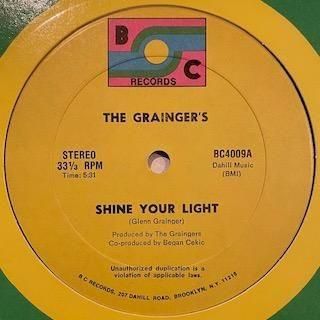 B
C
RECORDS
THE GRAINGER'S
STEREO
33⅓ RPM
Time: 5:31
BC4009A
Dahill Music
(BMI)
SHINE YOUR LIGHT
(Glenn Grainger)
Produced by The Graingers
Co-produced by Began Cekic
Unauthorized duplication is a
violation of applicable laws.
B C RECORDS, 207 DAHILL ROAD, BROOKLYN, N.Y. 11218